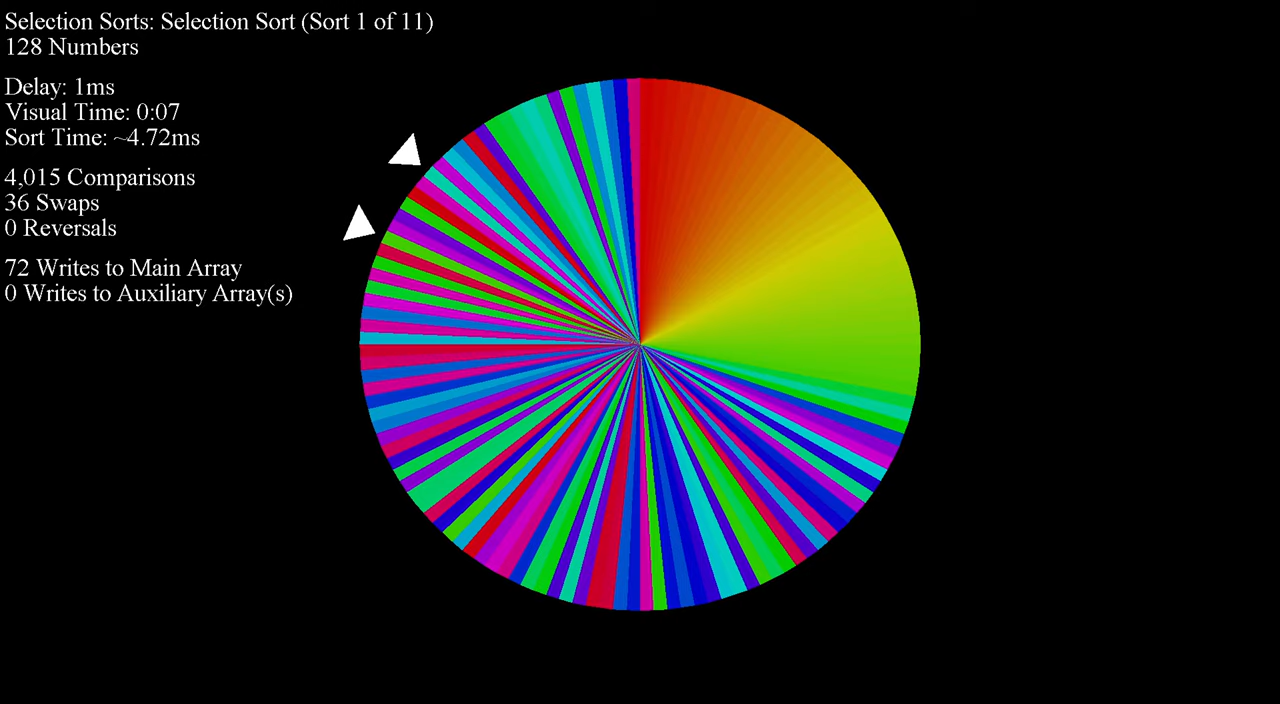 Selection Sorts: Selection Sort (Sort 1 of 11)
128 Numbers
Delay: 1ms
Visual Time: 0:07
Sort Time: ~4.72ms
4,015 Comparisons
36 Swaps
0 Reversals
72 Writes to Main Array
0 Writes to Auxiliary Array(s)